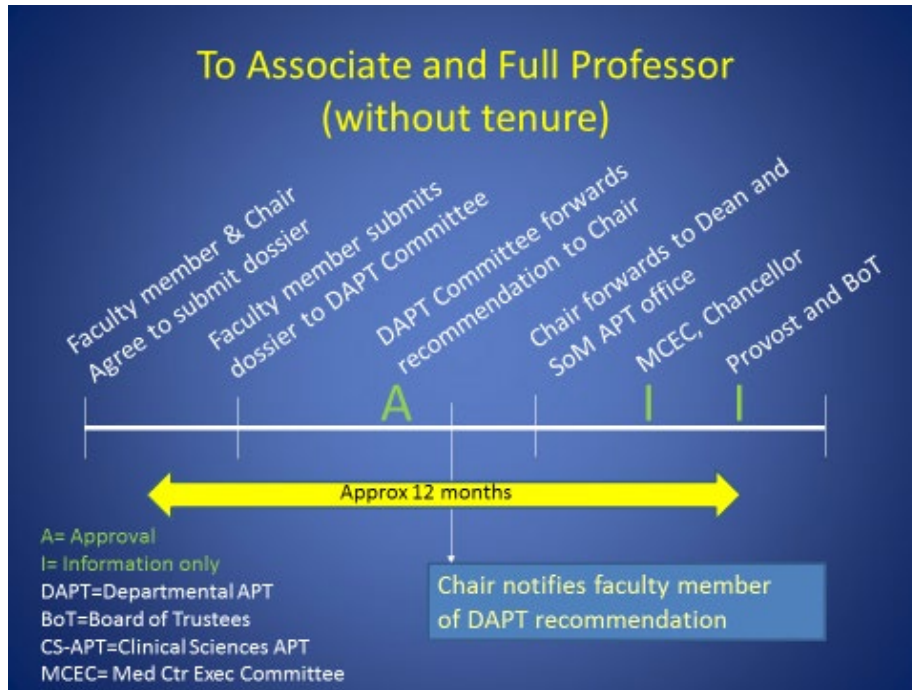 To Associate and Full Professor
(without tenure)
Faculty member & Chair
Agree to submit dossier
Faculty member submits
dossier to DAPT Committee
DAPT Committee forwards
recommendation to Chair
Chair forwards to Dean and
SoM APT office
MCEC, Chancellor
Provost and BoT
A
I
I
Approx 12 months
A= Approval
I= Information only
DAPT=Departmental APT
BoT=Board of Trustees
CS-APT=Clinical Sciences APT
MCEC= Med Ctr Exec Committee
Chair notifies faculty member
of DAPT recommendation